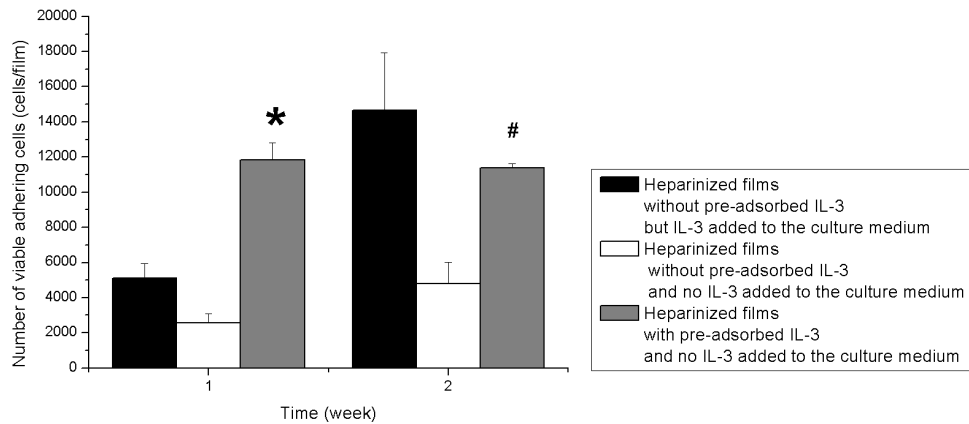 20000
18000
16000
14000
12000
10000
8000
6000
4000
2000
0
Number of viable adhering cells (cells/film)
*
#
1
2
Time (week)
Heparinized films
without pre-adsorbed IL-3
but IL-3 added to the culture medium
Heparinized films
without pre-adsorbed IL-3
and no IL-3 added to the culture medium
Heparinized films
with pre-adsorbed IL-3
and no IL-3 added to the culture medium